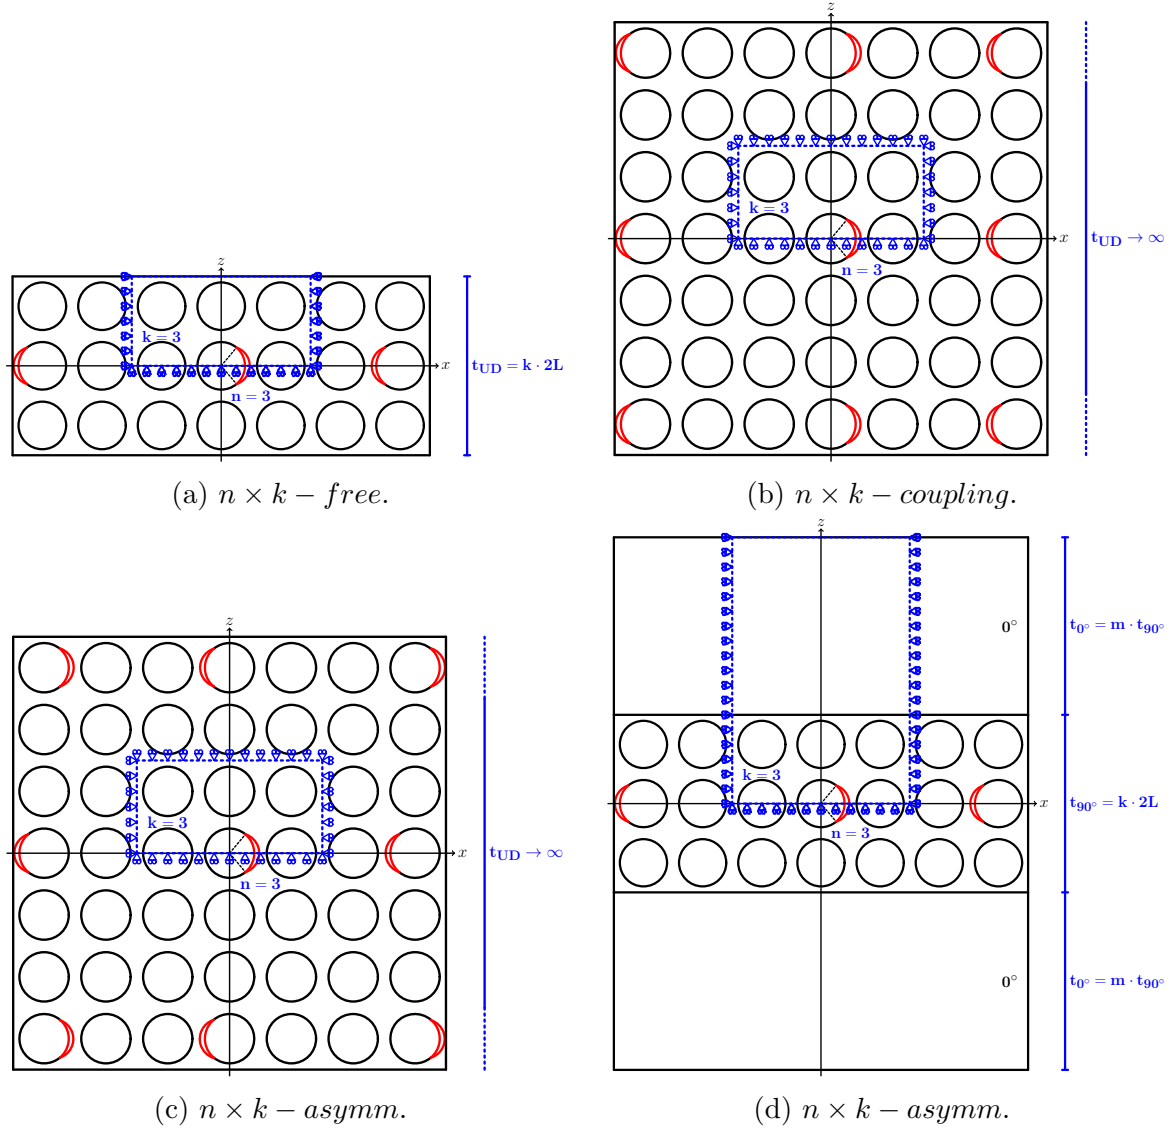 z
x
k = 3
n = 3
t_UD = k · 2L
(a) n × k − free.
z
x
k = 3
n = 3
t_UD → ∞
(b) n × k − coupling.
z
x
k = 3
n = 3
t_UD → ∞
(c) n × k − asymm.
z
0°
t_0° = m · t_90°
k = 3
x
t_90° = k · 2L
n = 3
0°
t_0° = m · t_90°
(d) n × k − asymm.